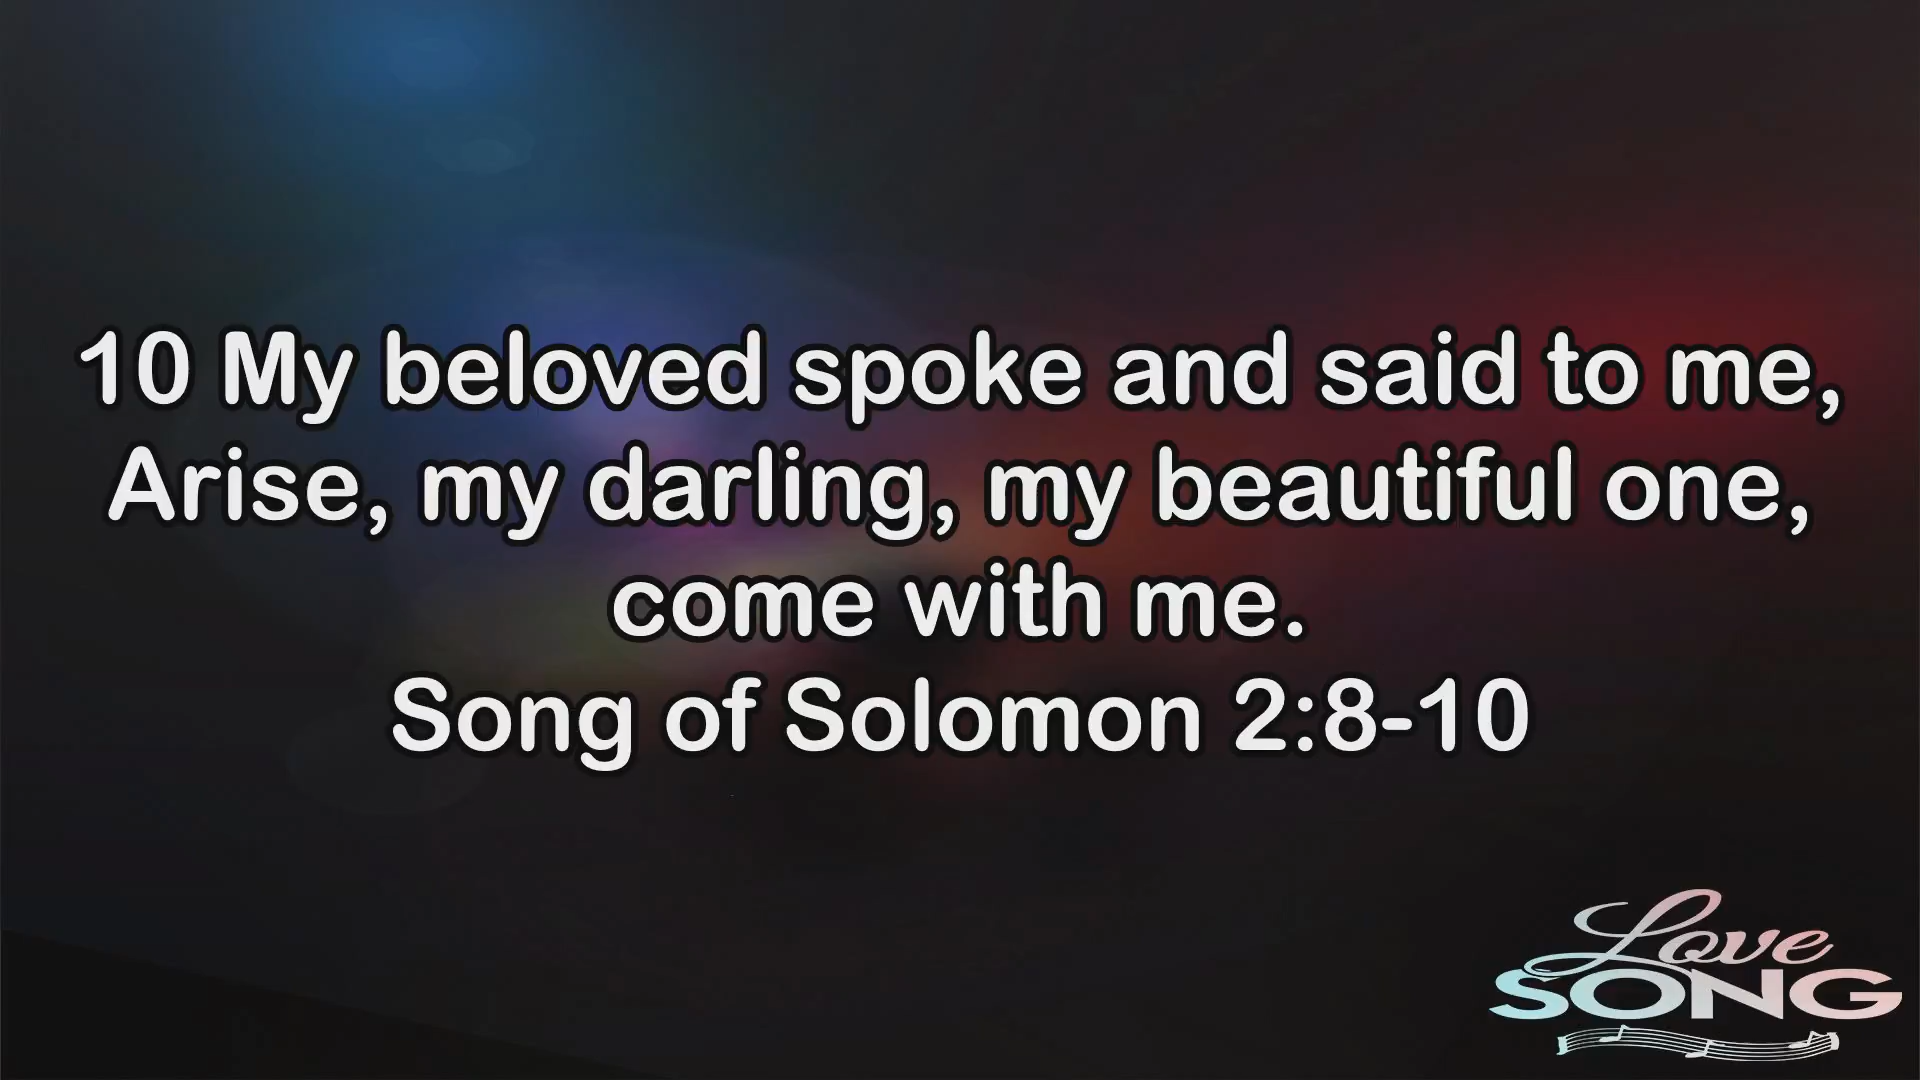 10 My beloved spoke and said to me,
Arise, my darling, my beautiful one,
come with me.
Song of Solomon 2:8-10
Love
SONG